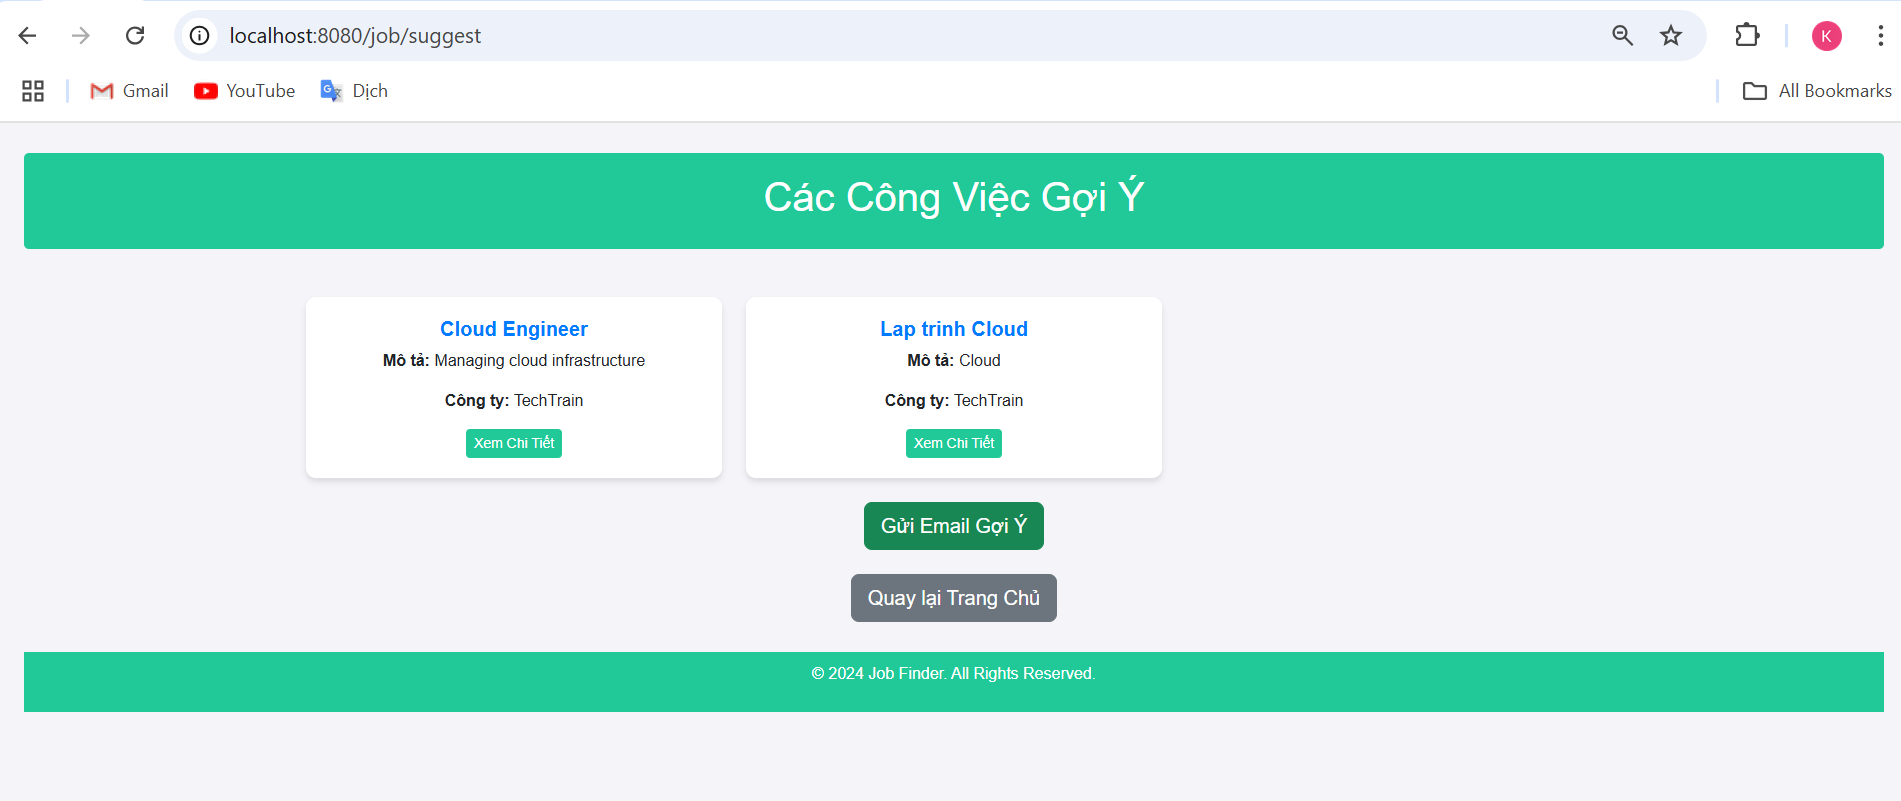 localhost:8080/job/suggest
K
Gmail YouTube Dịch All Bookmarks
Các Công Việc Gợi Ý
Cloud Engineer
Mô tả: Managing cloud infrastructure
Công ty: TechTrain
Xem Chi Tiết
Lap trinh Cloud
Mô tả: Cloud
Công ty: TechTrain
Xem Chi Tiết
Gửi Email Gợi Ý
Quay lại Trang Chủ
© 2024 Job Finder. All Rights Reserved.